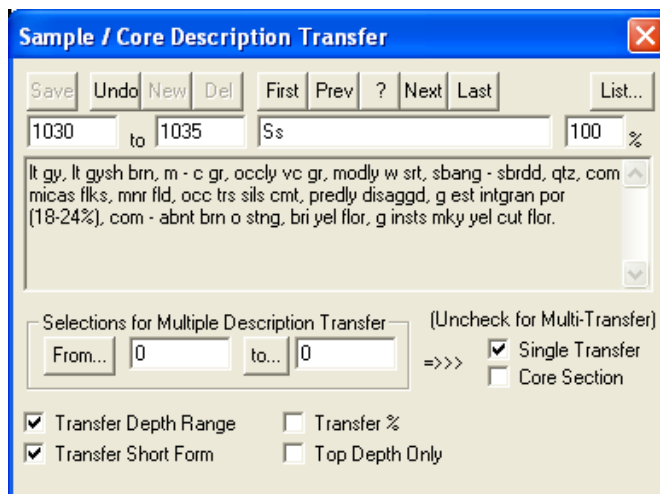 Sample / Core Description Transfer
Save Undo New Del First Prev ? Next Last List...
1030 to 1035 Ss 100 %
lt gy, lt gysh brn, m - c gr, occly vc gr, modly w srt, sbang - sbrdd, qtz, com
micas flks, mnr fld, occ trs sils cmt, predly disaggd, g est intgran por
(18-24%), com - abnt brn o stng, bri yel flor, g insts mky yel cut flor.
Selections for Multiple Description Transfer (Uncheck for Multi-Transfer)
From... 0 to... 0 =>>> Single Transfer
Core Section
Transfer Depth Range Transfer %
Transfer Short Form Top Depth Only